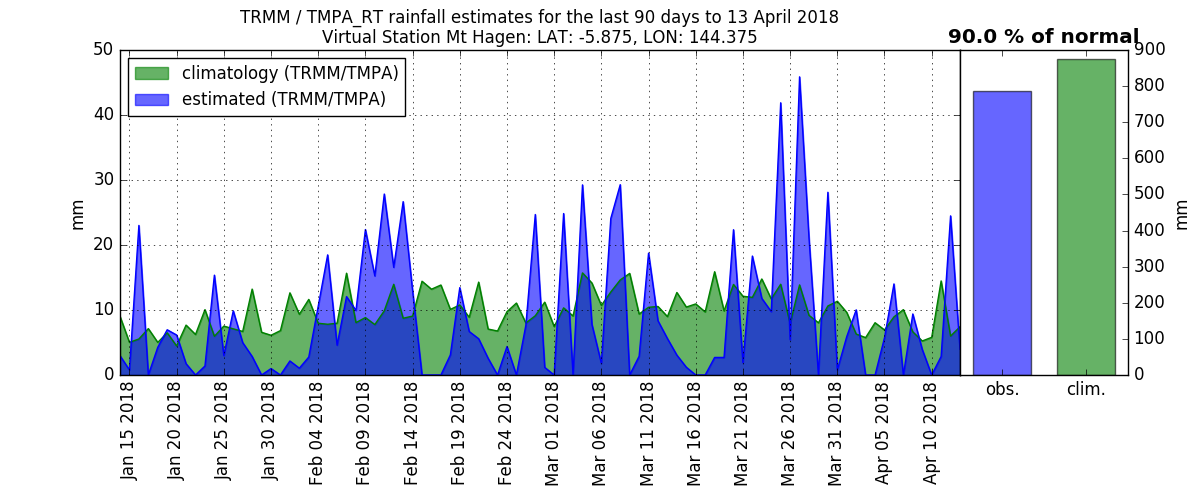 TRMM / TMPA_RT rainfall estimates for the last 90 days to 13 April 2018
Virtual Station Mt Hagen: LAT: -5.875, LON: 144.375
90.0 % of normal
climatology (TRMM/TMPA)
estimated (TRMM/TMPA)
50
40
30
20
10
0
mm
900
800
700
600
500
400
300
200
100
0
mm
obs.
clim.
Jan 15 2018
Jan 20 2018
Jan 25 2018
Jan 30 2018
Feb 04 2018
Feb 09 2018
Feb 14 2018
Feb 19 2018
Feb 24 2018
Mar 01 2018
Mar 06 2018
Mar 11 2018
Mar 16 2018
Mar 21 2018
Mar 26 2018
Mar 31 2018
Apr 05 2018
Apr 10 2018